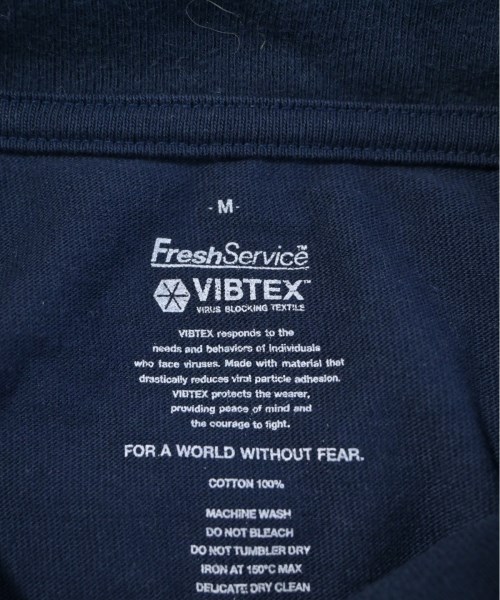 - M -
FreshService™
VIBTEX™
VIRUS BLOCKING TEXTILE
VIBTEX responds to the
needs and behaviors of individuals
who face viruses. Made with material that
drastically reduces viral particle adhesion.
VIBTEX protects the wearer,
providing peace of mind and
the courage to fight.
FOR A WORLD WITHOUT FEAR.
COTTON 100%
MACHINE WASH
DO NOT BLEACH
DO NOT TUMBLER DRY
IRON AT 150°C MAX
DELICATE DRY CLEAN